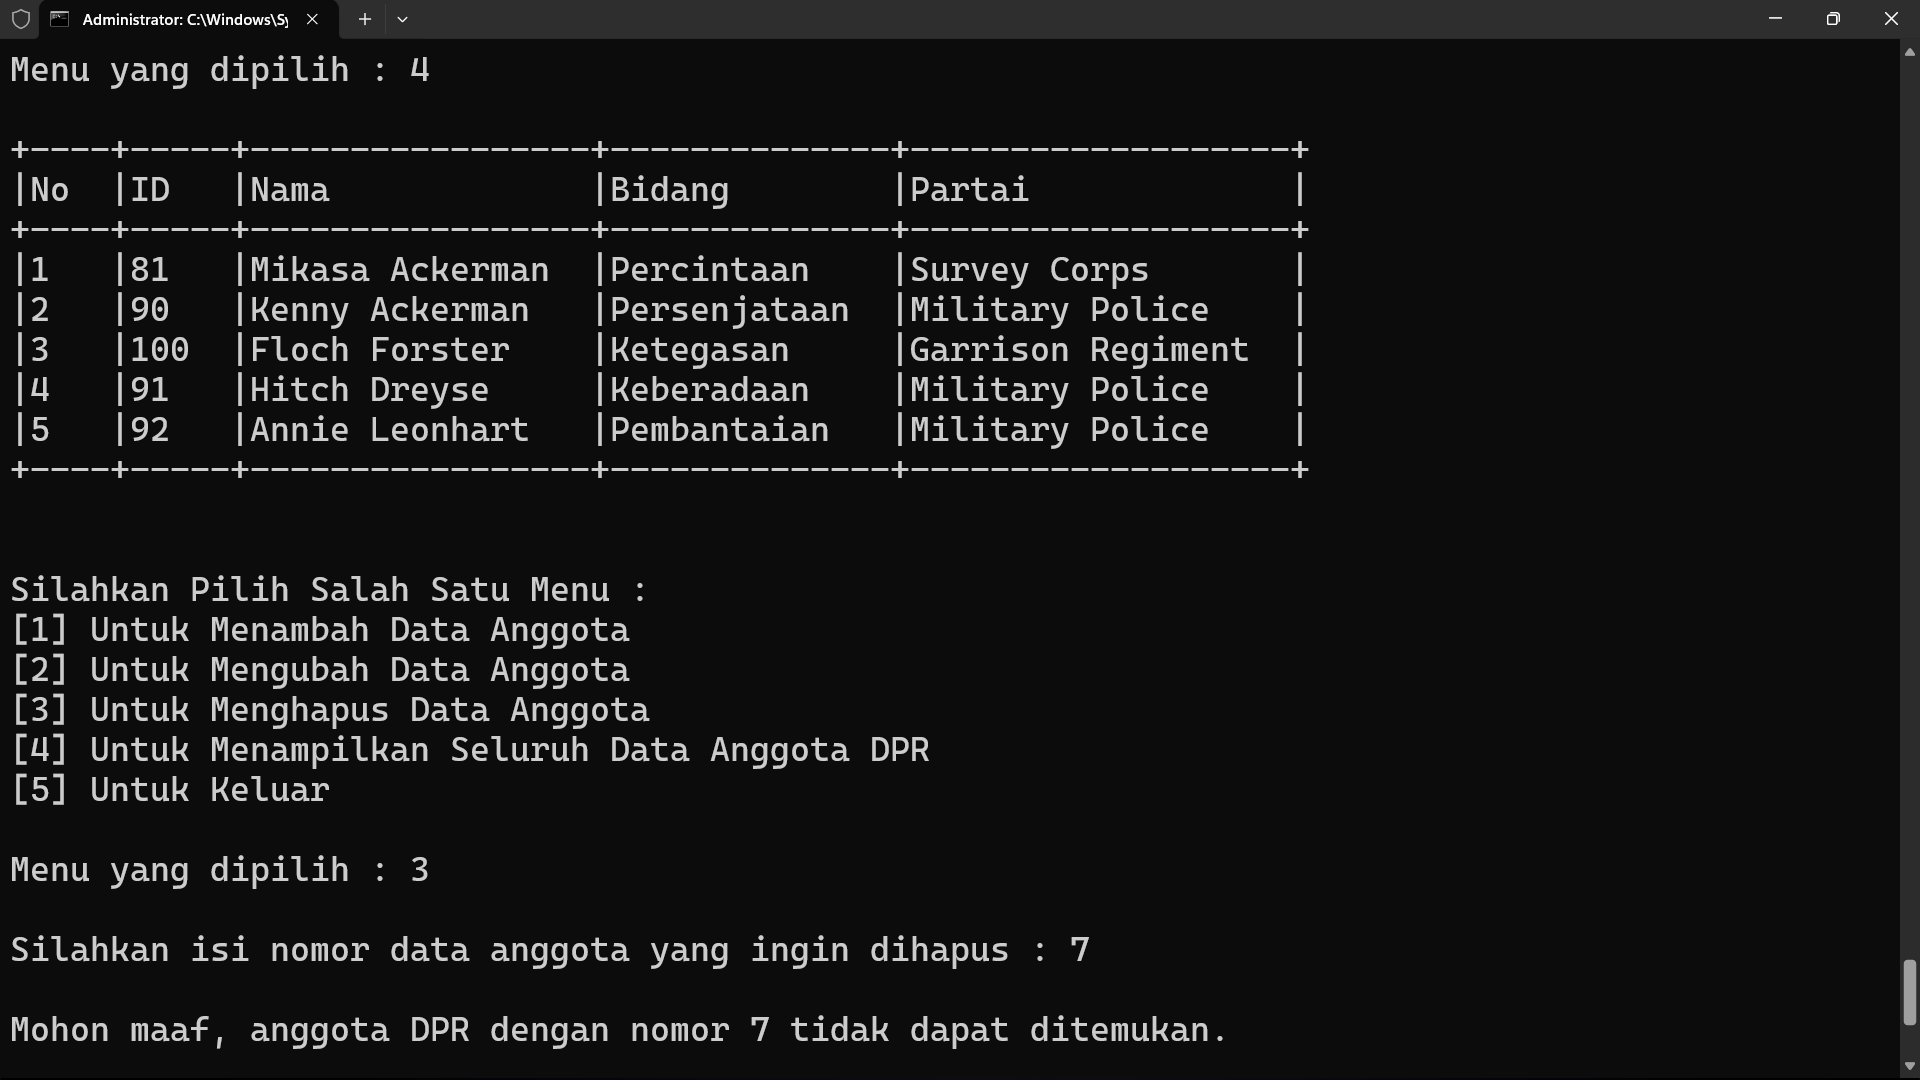 Administrator: C:\Windows\Sy
Menu yang dipilih : 4
+----+-----+-----------------+--------------+-------------------+
|No  |ID   |Nama             |Bidang        |Partai             |
+----+-----+-----------------+--------------+-------------------+
|1   |81   |Mikasa Ackerman  |Percintaan    |Survey Corps       |
|2   |90   |Kenny Ackerman   |Persenjataan  |Military Police    |
|3   |100  |Floch Forster    |Ketegasan     |Garrison Regiment  |
|4   |91   |Hitch Dreyse     |Keberadaan    |Military Police    |
|5   |92   |Annie Leonhart   |Pembantaian   |Military Police    |
+----+-----+-----------------+--------------+-------------------+
Silahkan Pilih Salah Satu Menu :
[1] Untuk Menambah Data Anggota
[2] Untuk Mengubah Data Anggota
[3] Untuk Menghapus Data Anggota
[4] Untuk Menampilkan Seluruh Data Anggota DPR
[5] Untuk Keluar
Menu yang dipilih : 3
Silahkan isi nomor data anggota yang ingin dihapus : 7
Mohon maaf, anggota DPR dengan nomor 7 tidak dapat ditemukan.